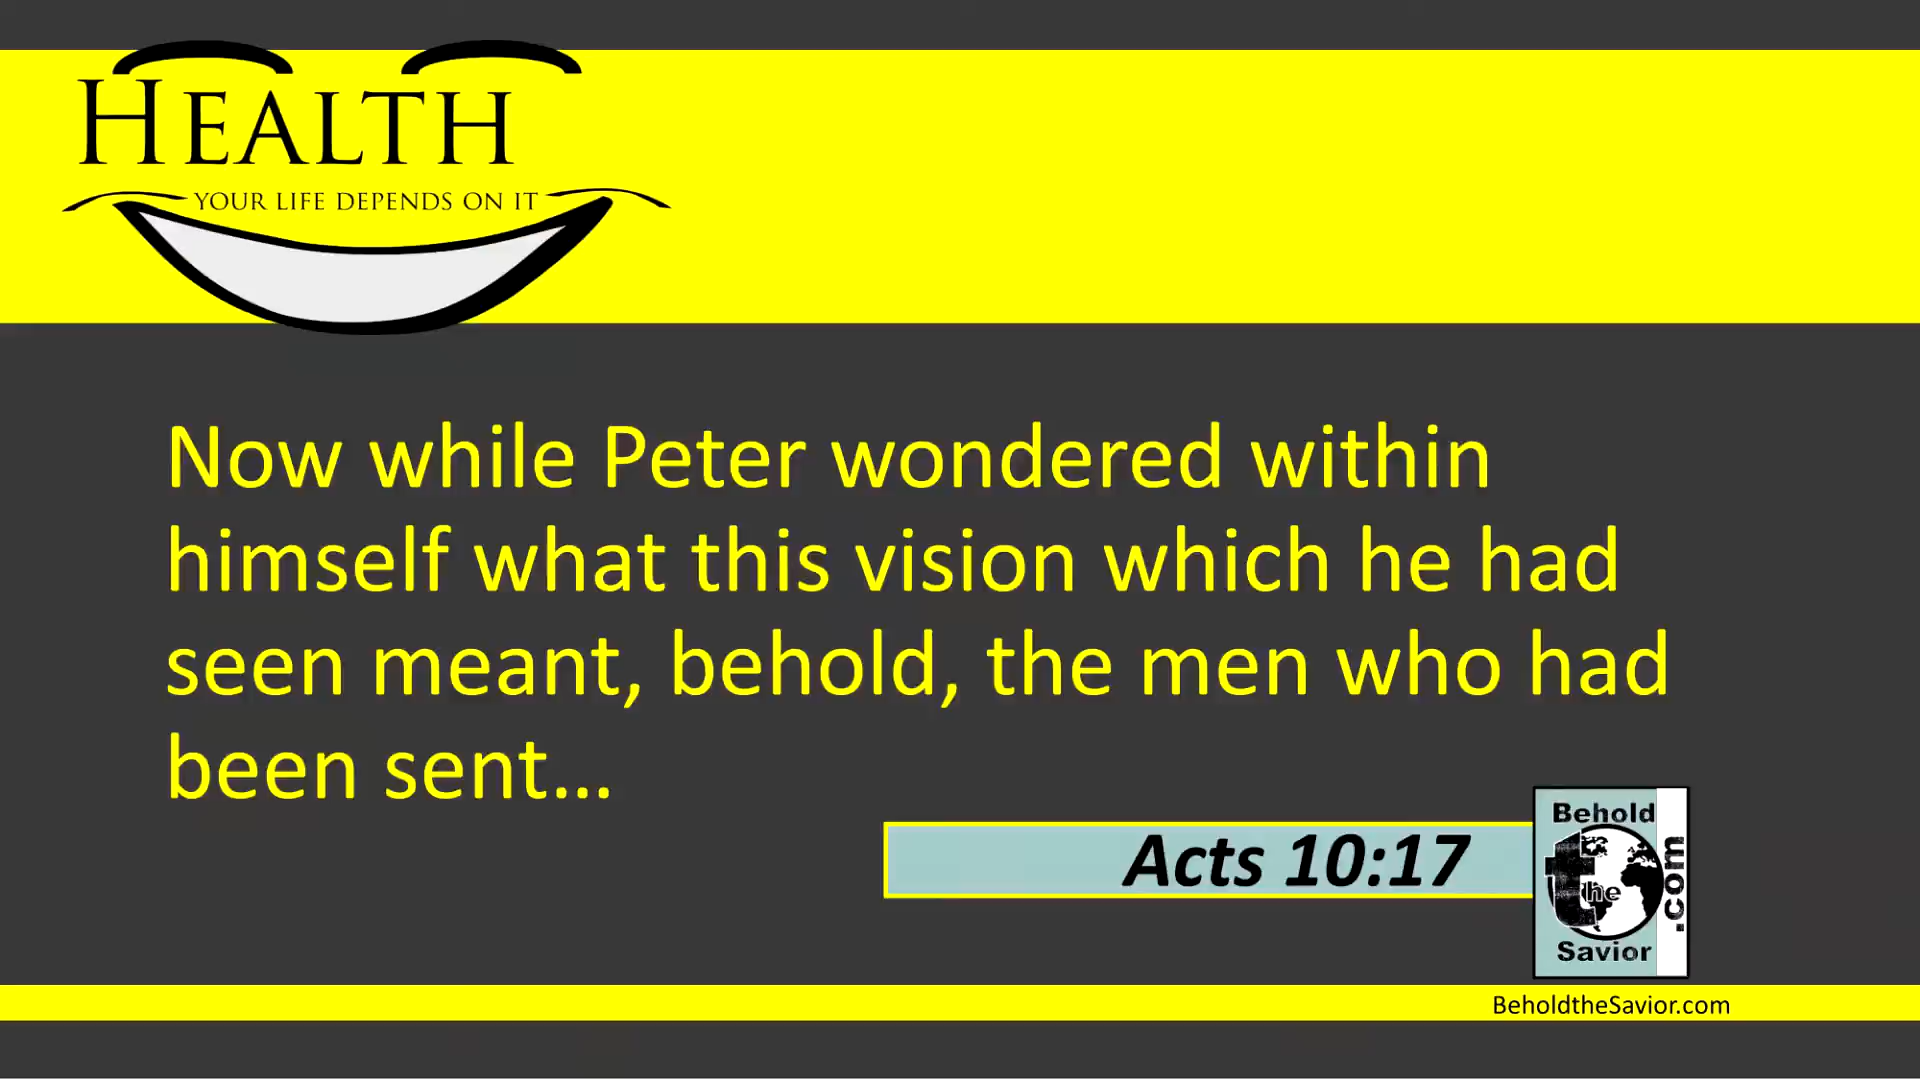 HEALTH
YOUR LIFE DEPENDS ON IT
Now while Peter wondered within
himself what this vision which he had
seen meant, behold, the men who had
been sent…
Acts 10:17
Behold
the
Savior
.com
BeholdtheSavior.com